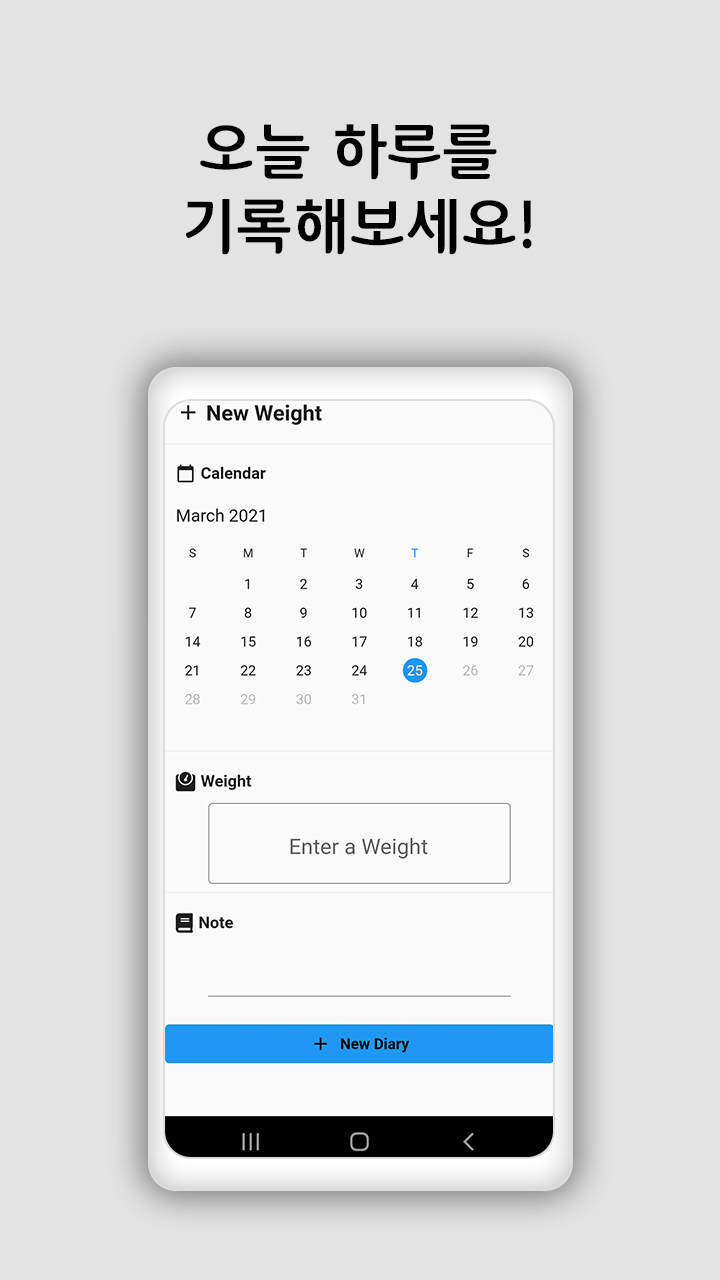 오늘 하루를
기록해보세요!
New Weight
Calendar
March 2021
S M T W T F S
1 2 3 4 5 6
7 8 9 10 11 12 13
14 15 16 17 18 19 20
21 22 23 24 25 26 27
28 29 30 31
Weight
Enter a Weight
Note
+ New Diary